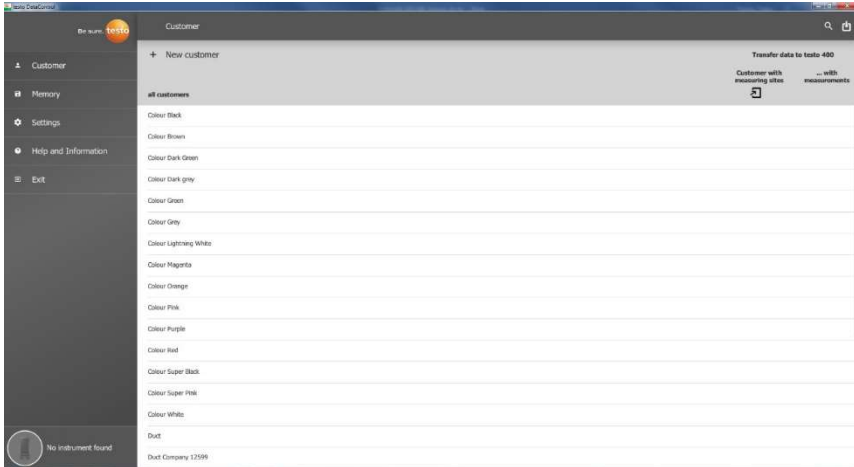 testo DataControl
Be sure. testo
Customer
Customer
Memory
Settings
Help and Information
Exit
No instrument found
+ New customer
Transfer data to testo 400
Customer with
measuring sites
... with
measurements
all customers
Colour Black
Colour Brown
Colour Dark Green
Colour Dark grey
Colour Green
Colour Grey
Colour Lightning White
Colour Magenta
Colour Orange
Colour Pink
Colour Purple
Colour Red
Colour Super Black
Colour Super Pink
Colour White
Duct
Duct Company 12599